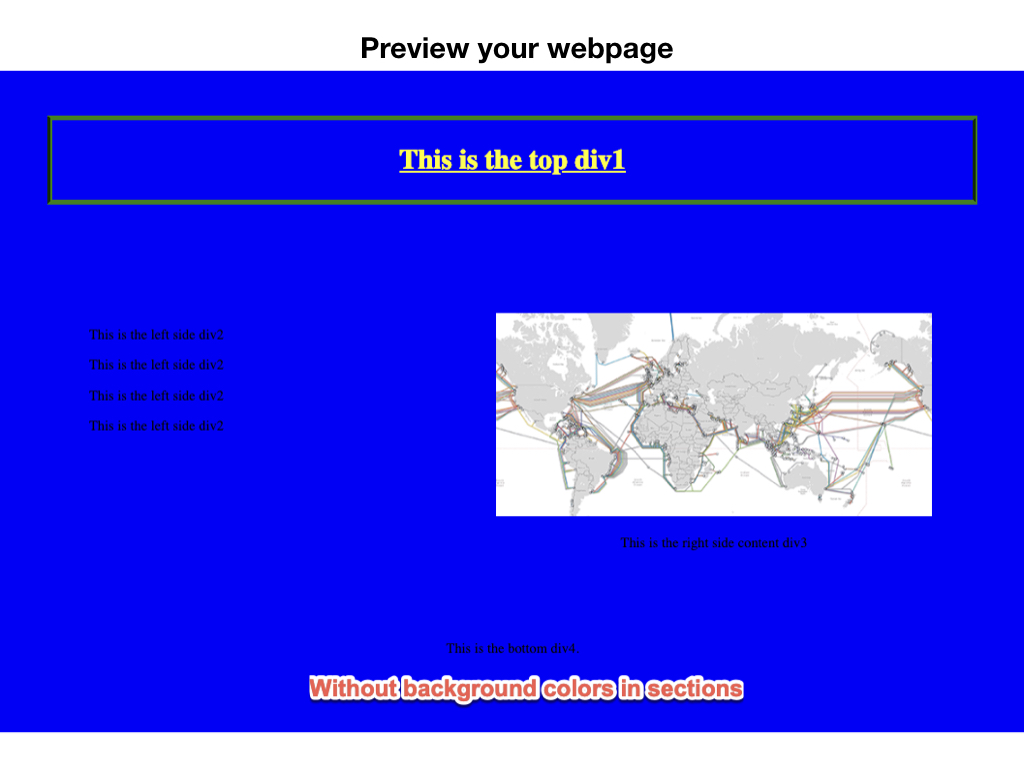 Preview your webpage
This is the top div1
This is the left side div2
This is the left side div2
This is the left side div2
This is the left side div2
This is the right side content div3
This is the bottom div4
Without background colors in sections